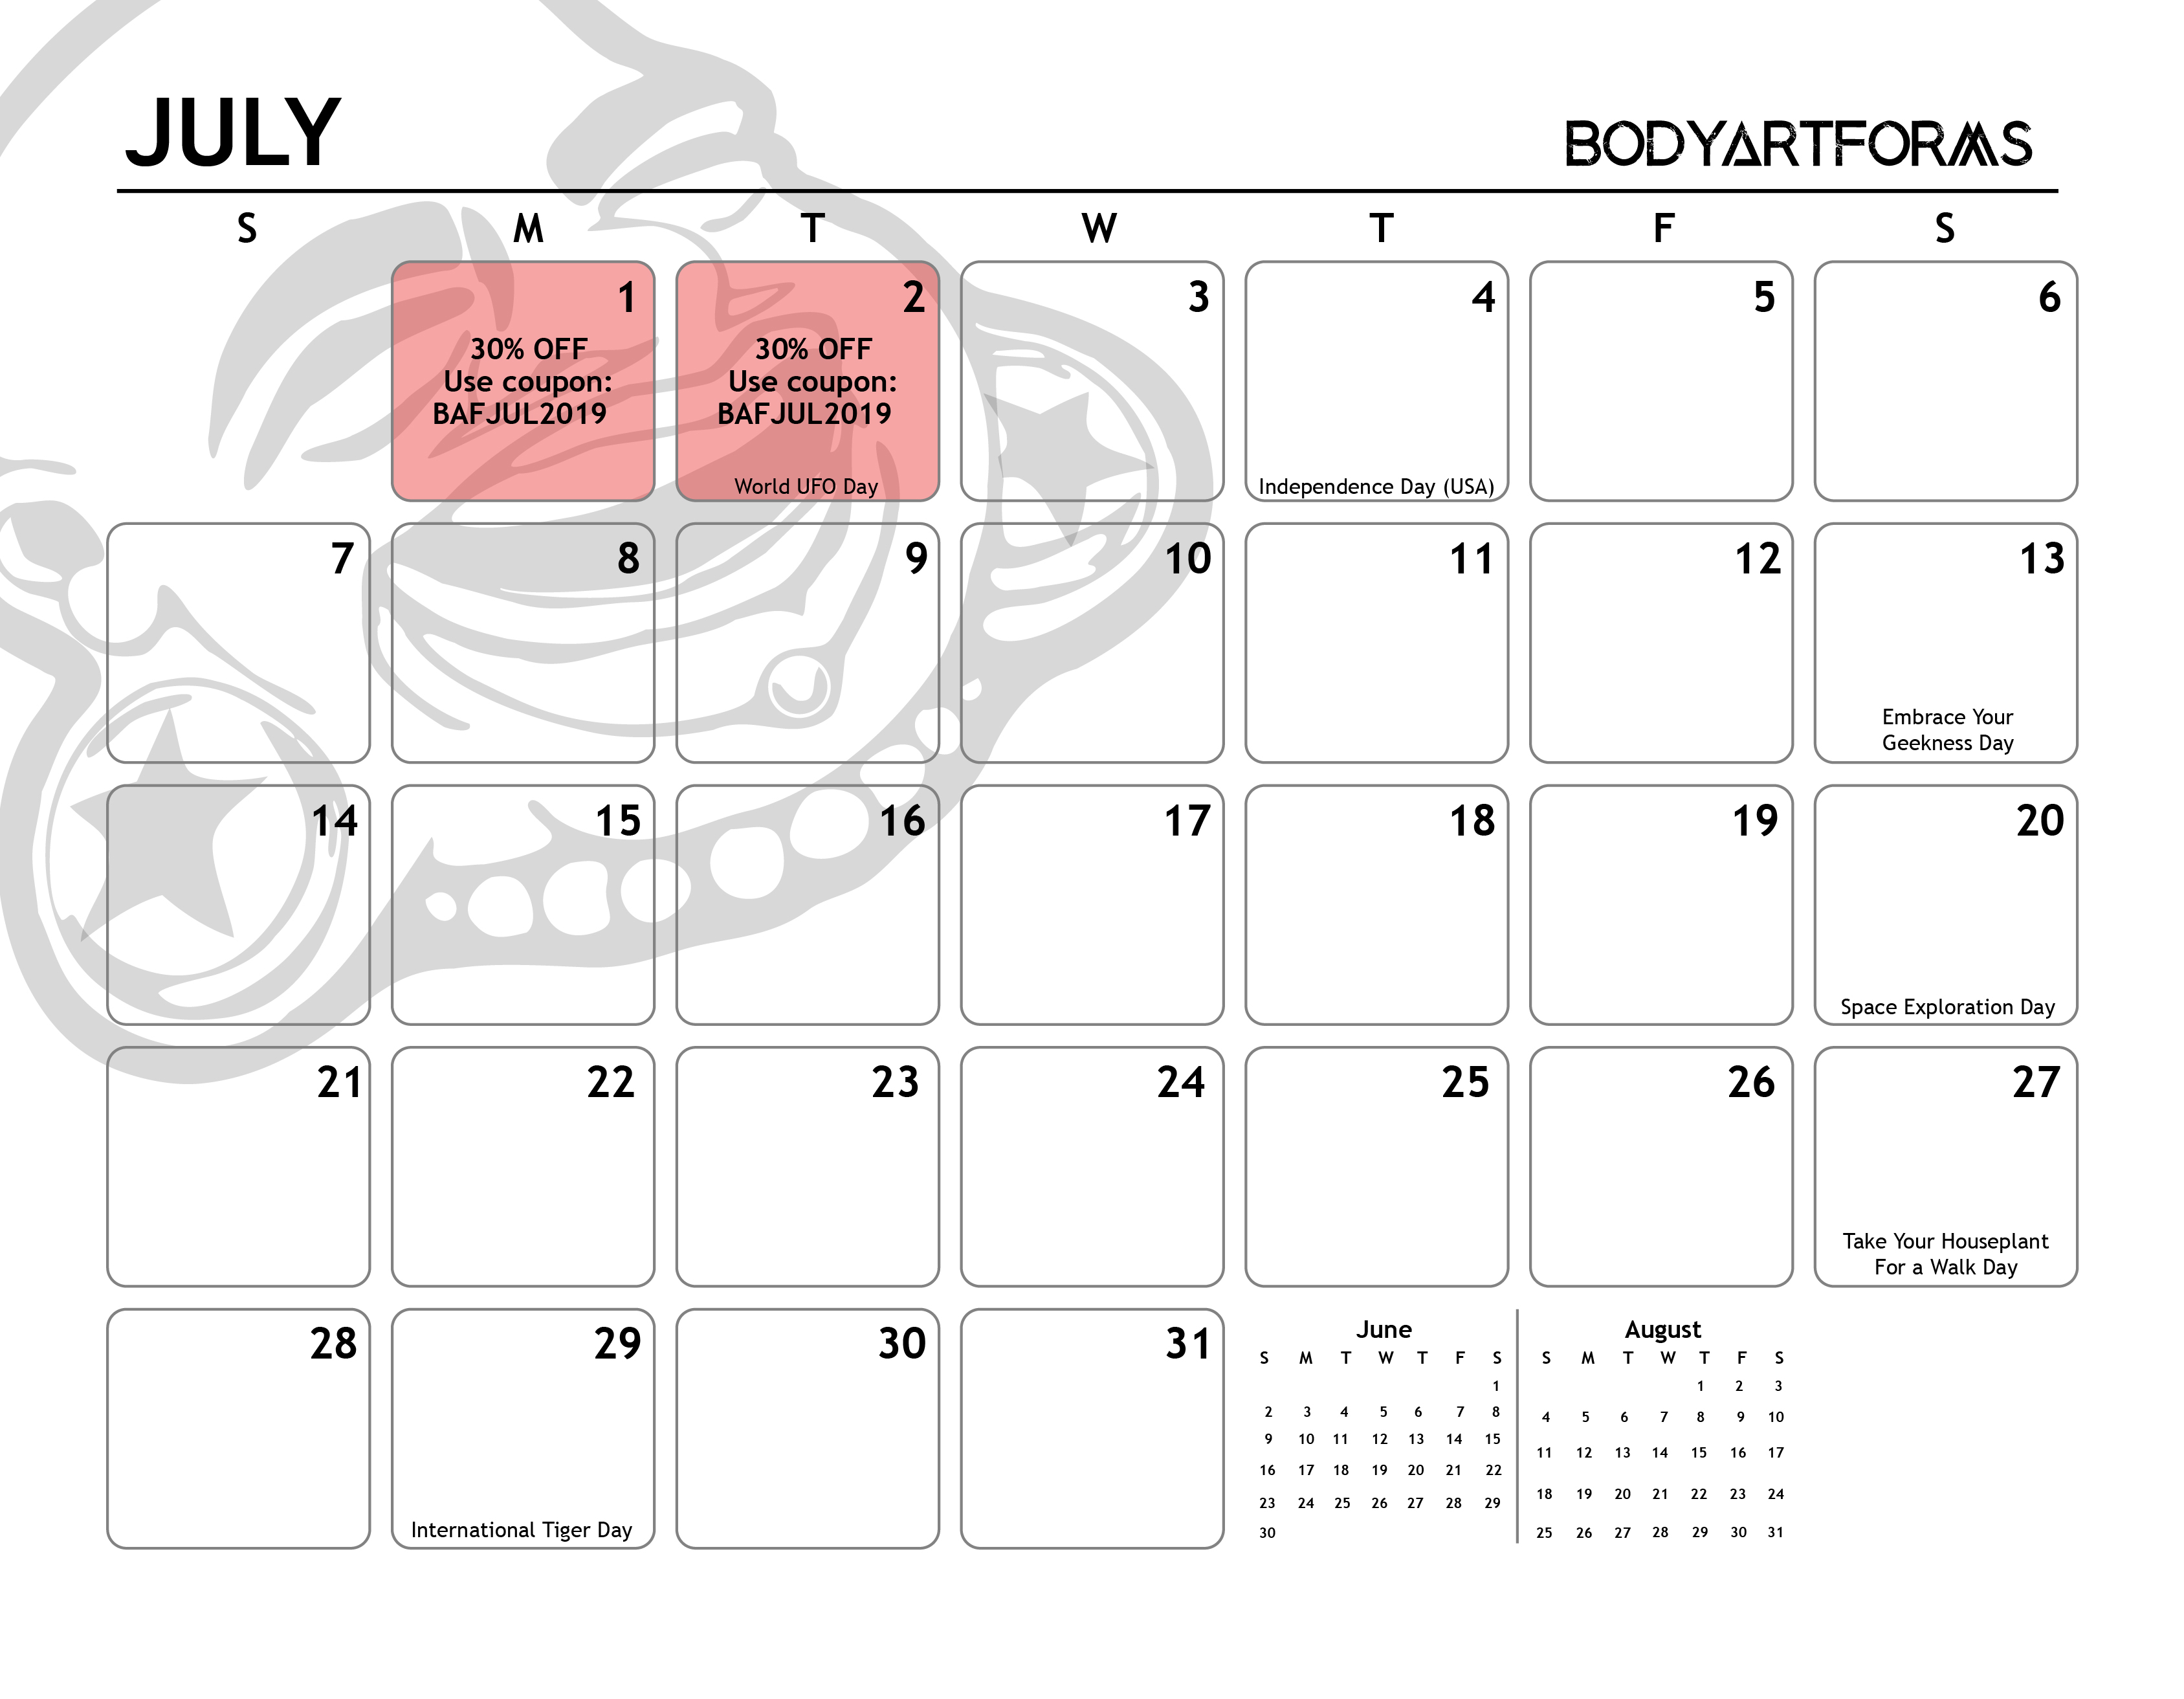 JULY
BODYARTFORMS
S M T W T F S
1 2 3 4 5 6
30% OFF
Use coupon:
BAFJUL2019
30% OFF
Use coupon:
BAFJUL2019
World UFO Day
Independence Day (USA)
7 8 9 10 11 12 13
Embrace Your
Geekness Day
14 15 16 17 18 19 20
Space Exploration Day
21 22 23 24 25 26 27
Take Your Houseplant
For a Walk Day
28 29 30 31
International Tiger Day
June
S M T W T F S
1
2 3 4 5 6 7 8
9 10 11 12 13 14 15
16 17 18 19 20 21 22
23 24 25 26 27 28 29
30
August
S M T W T F S
1 2 3
4 5 6 7 8 9 10
11 12 13 14 15 16 17
18 19 20 21 22 23 24
25 26 27 28 29 30 31